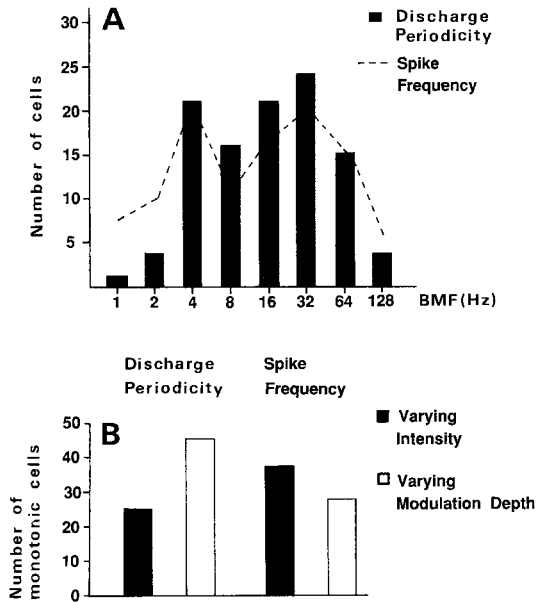 A
30
25
20
15
10
5
Number of cells
Discharge
Periodicity
Spike
Frequency
1 2 4 8 16 32 64 128 BMF(Hz)
Discharge
Periodicity
Spike
Frequency
B
50
40
30
20
10
0
Number of
monotonic cells
Varying
Intensity
Varying
Modulation Depth